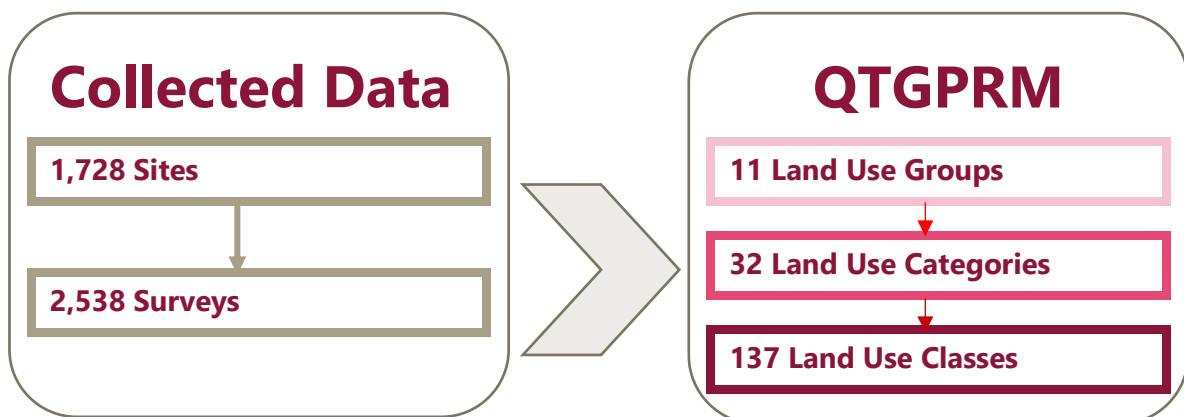 Collected Data
1,728 Sites
2,538 Surveys
QTGPRM
11 Land Use Groups
32 Land Use Categories
137 Land Use Classes